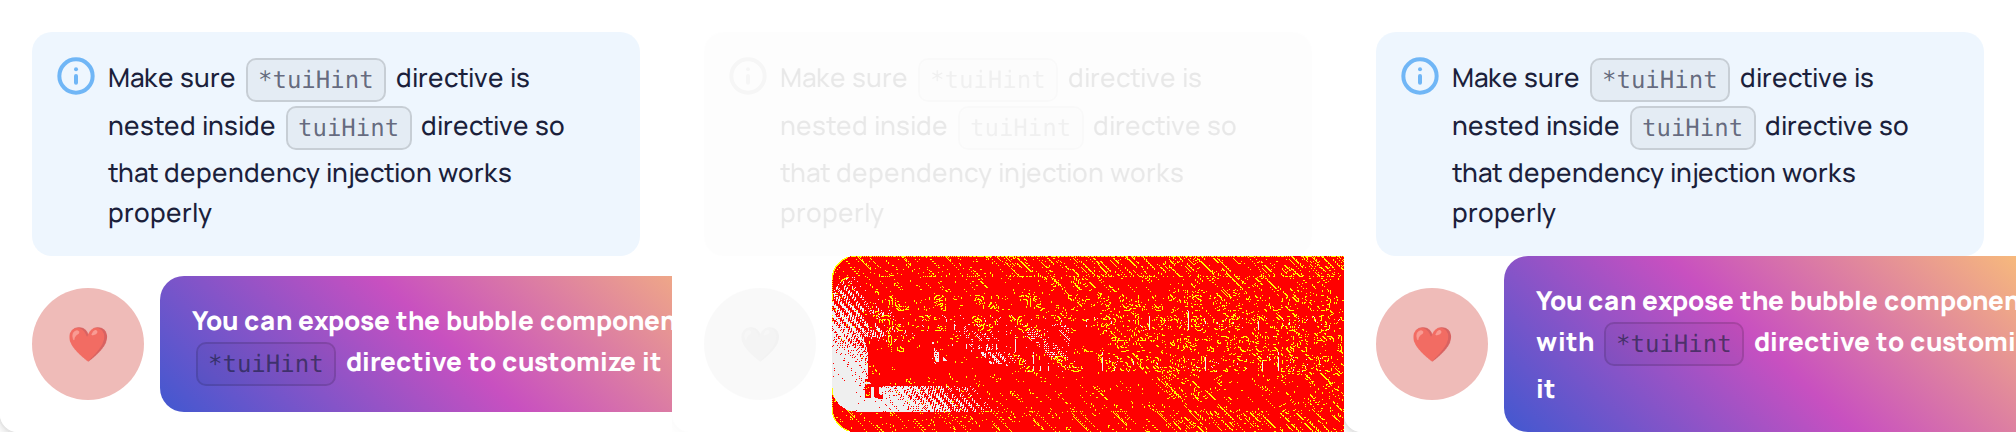 Make sure *tuiHint directive is
nested inside tuiHint directive so
that dependency injection works
properly
You can expose the bubble componen
*tuiHint directive to customize it
Make sure *tuiHint directive is
nested inside tuiHint directive so
that dependency injection works
properly
Make sure *tuiHint directive is
nested inside tuiHint directive so
that dependency injection works
properly
You can expose the bubble componen
with *tuiHint directive to customi
it